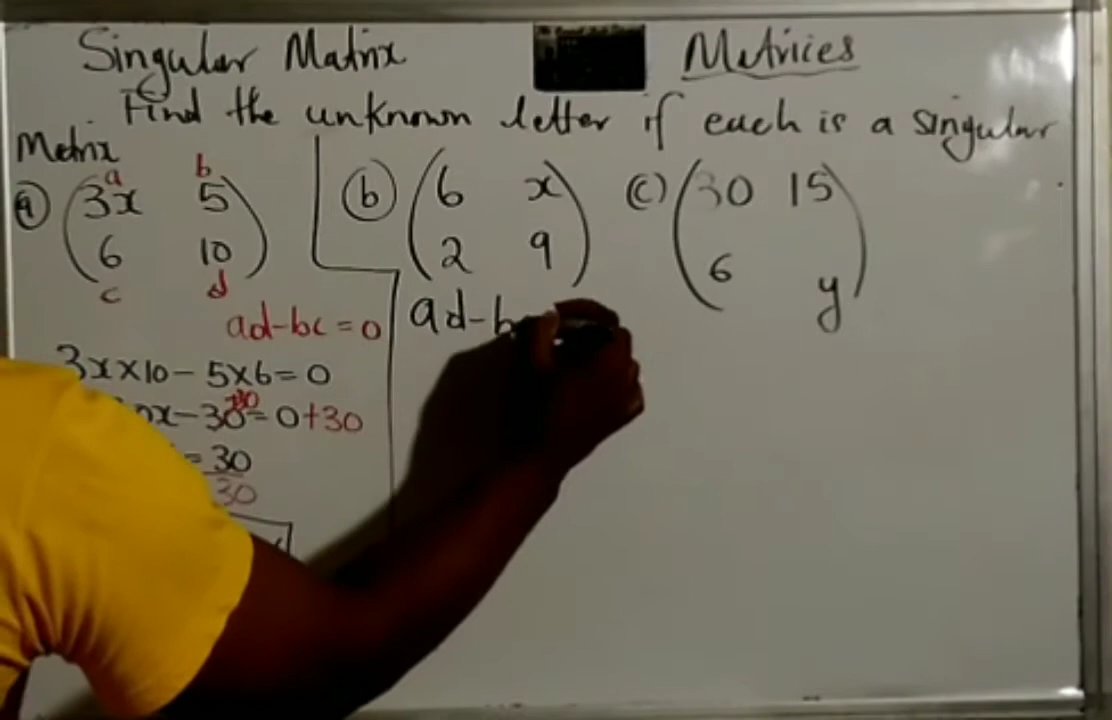 Singular Matrix
Metrices
Find the unknown letter if each is a singular
Metrix
a b
a 3x 5
6 10
c d
ad-bc=0
3x×10-5×6=0
x-30+30=0+30
=30
30
b 6 x
2 9
ad-b
(c) 30 15
6 y